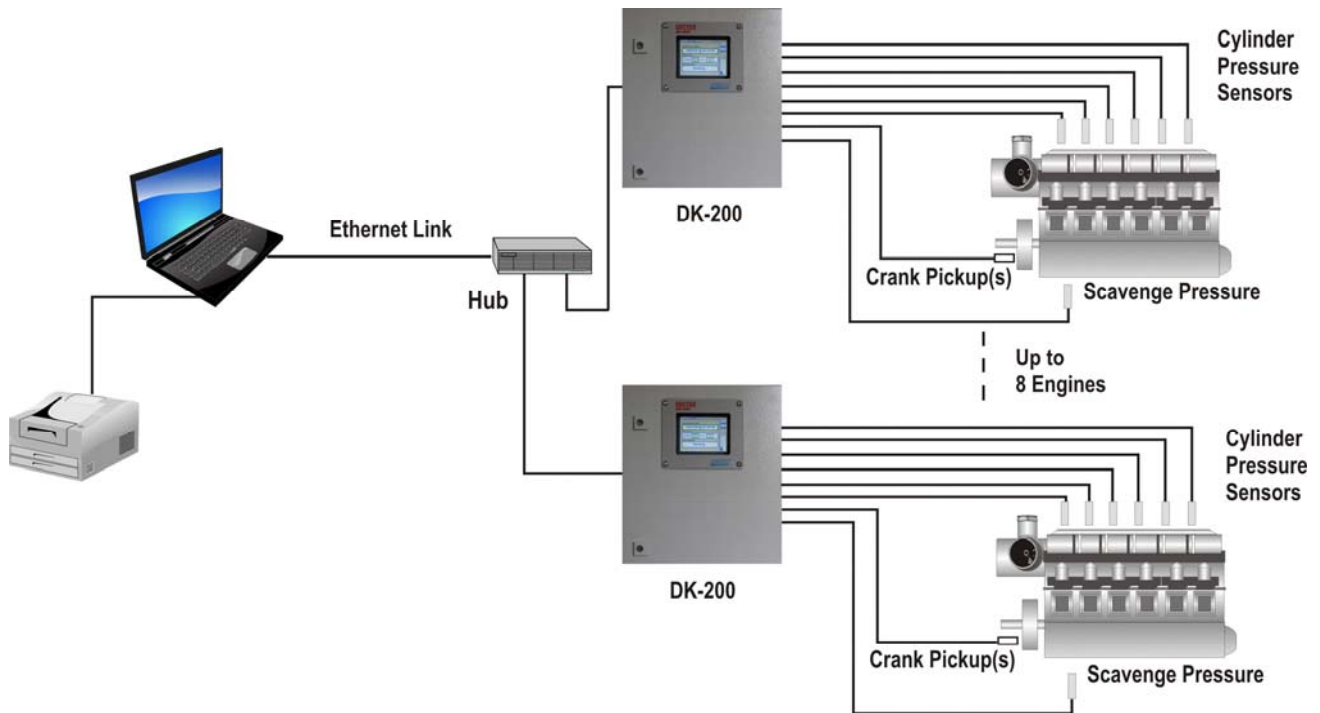 Cylinder
Pressure
Sensors
DK-200
Ethernet Link
Hub
Crank Pickup(s)
Scavenge Pressure
Up to
8 Engines
Cylinder
Pressure
Sensors
DK-200
Crank Pickup(s)
Scavenge Pressure